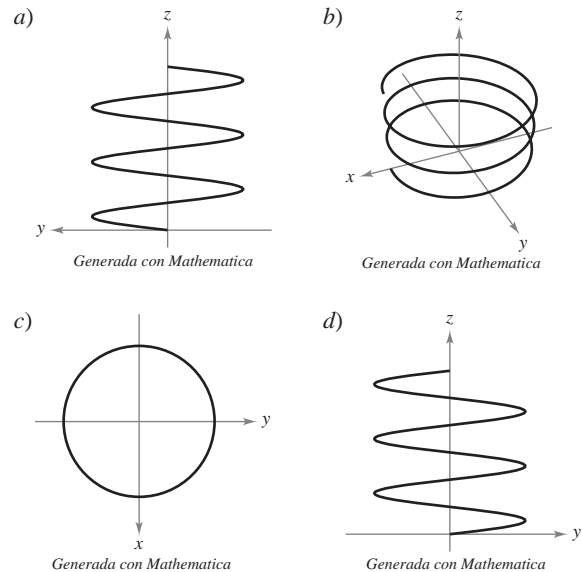 a)
z
y
Generada con Mathematica
b)
z
x
y
Generada con Mathematica
c)
y
x
Generada con Mathematica
d)
z
y
Generada con Mathematica